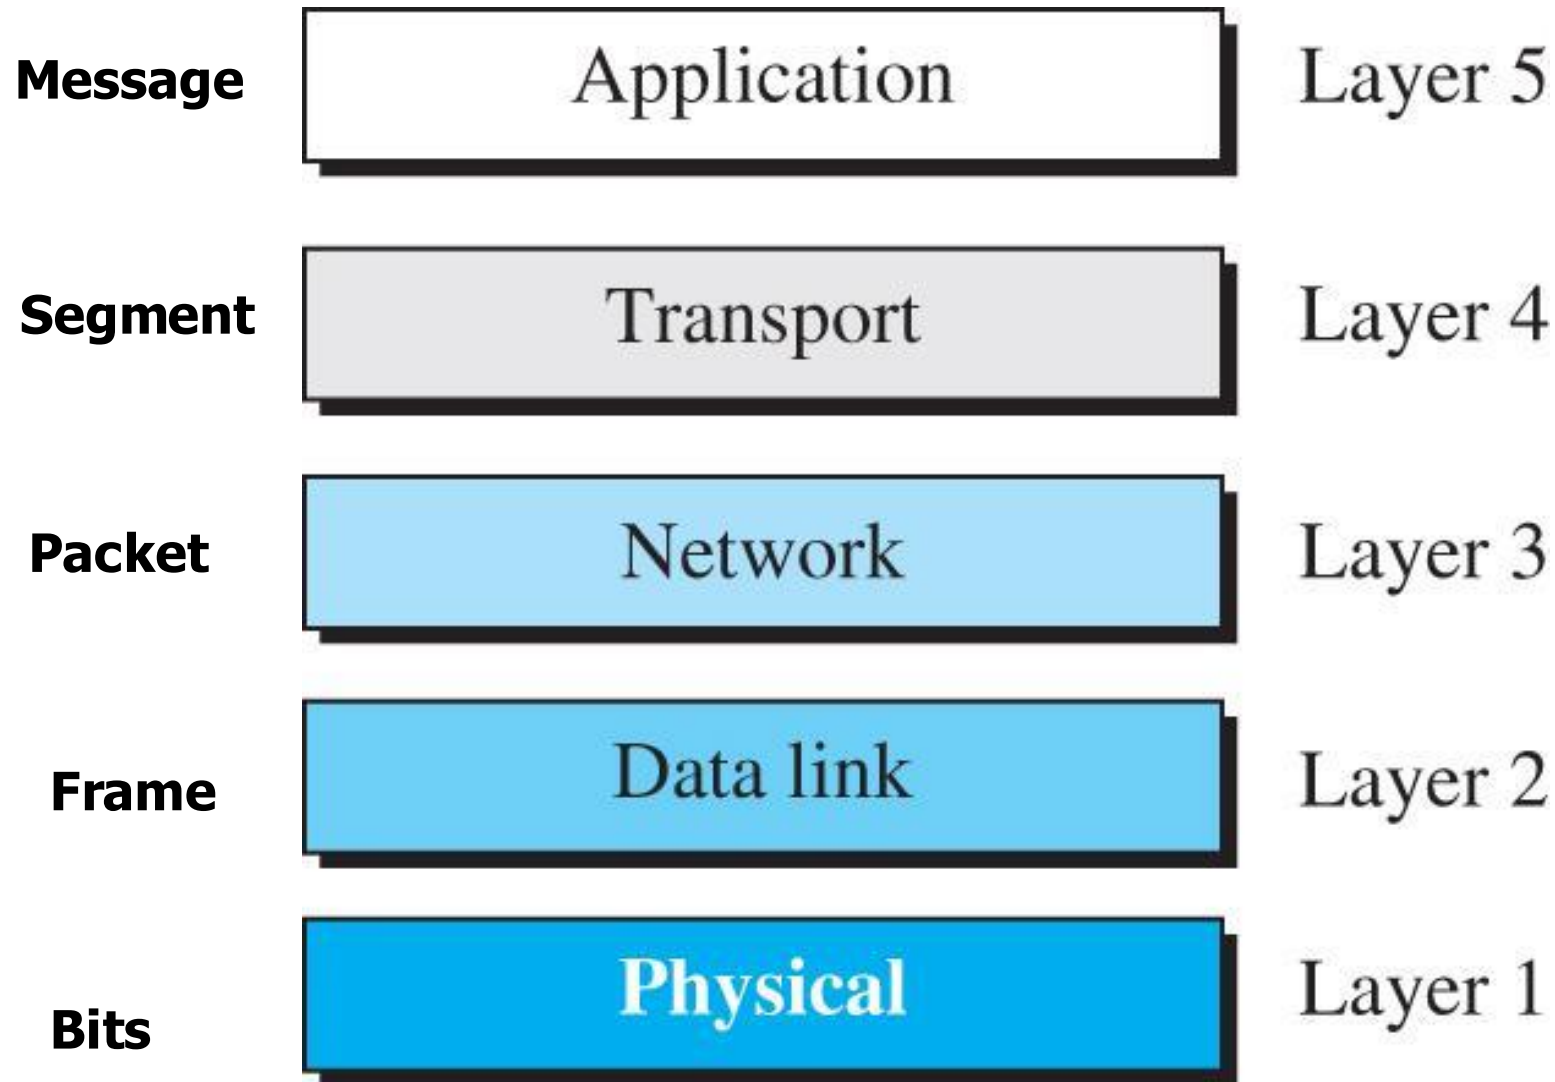 Message Application Layer 5
Segment Transport Layer 4
Packet Network Layer 3
Frame Data link Layer 2
Bits Physical Layer 1